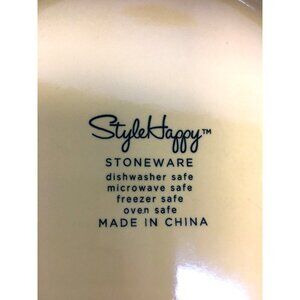 StyleHappy™
STONEWARE
dishwasher safe
microwave safe
freezer safe
oven safe
MADE IN CHINA